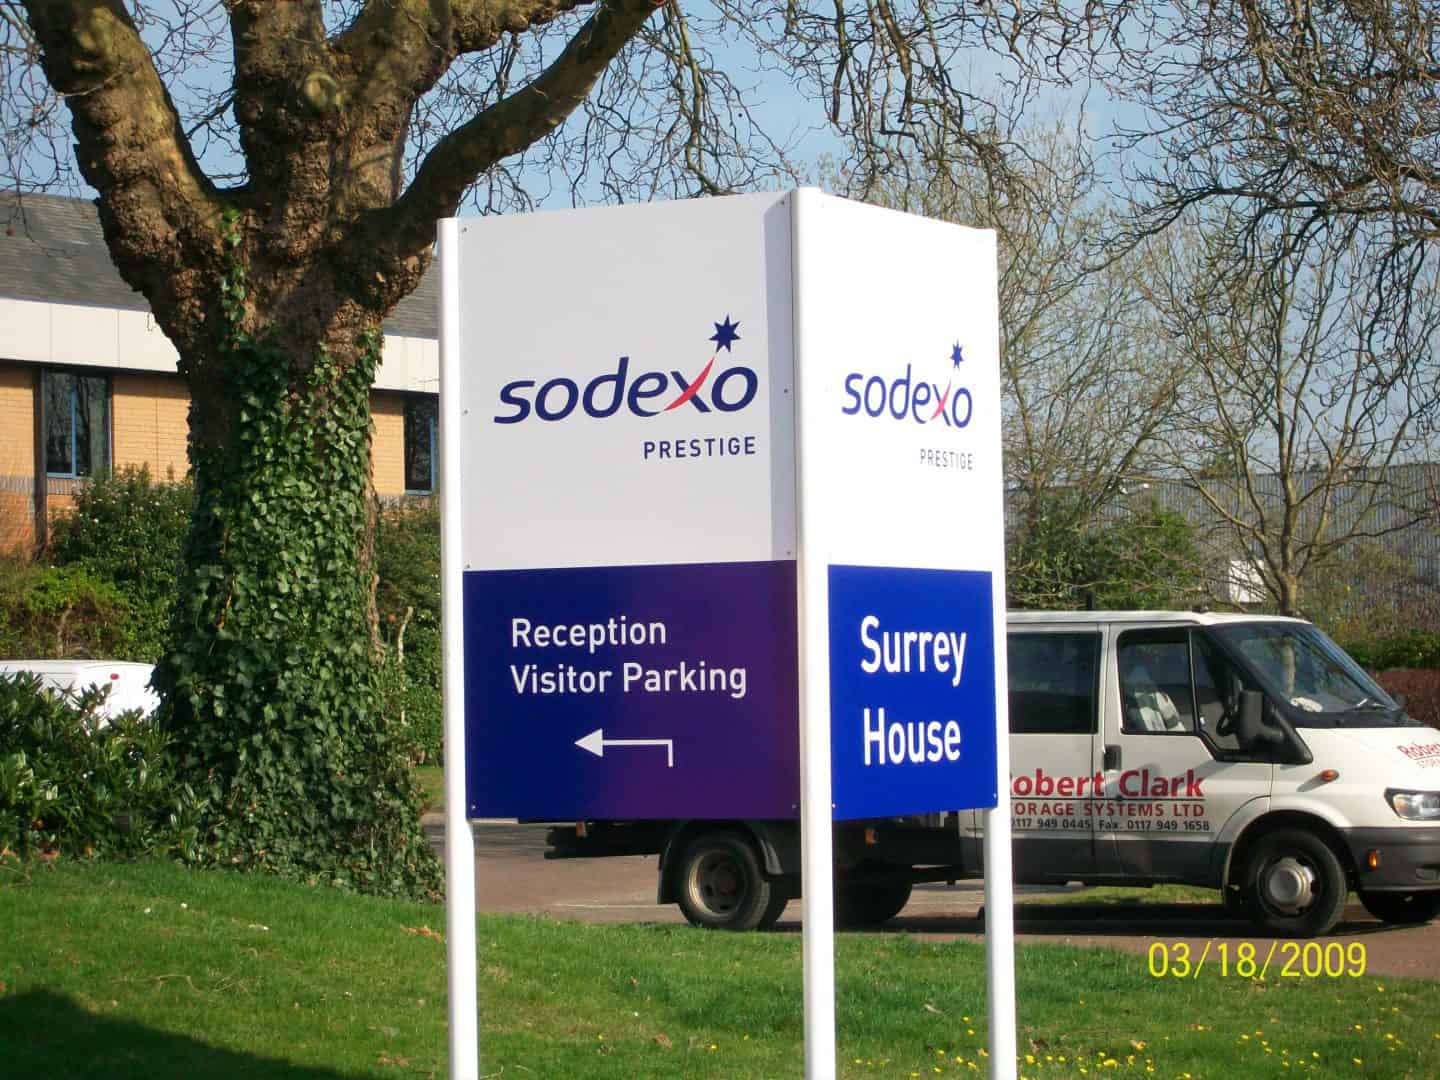 sodexo
PRESTIGE
Reception
Visitor Parking
sodexo
PRESTIGE
Surrey
House
obert Clark
STORAGE SYSTEMS LTD
0117 949 0445 Fax. 0117 949 1658
03/18/2009